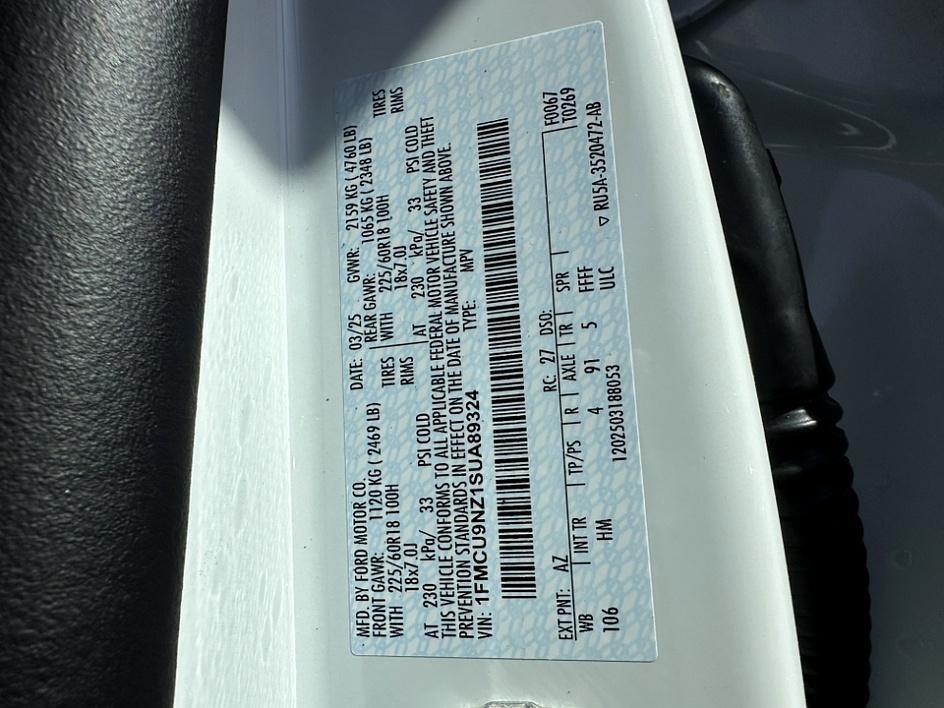 MFD. BY FORD MOTOR CO. DATE: 03/25 GVWR: 2159 KG ( 4760 LB)
FRONT GAWR: 1120 KG ( 2469 LB) REAR GAWR: 1065 KG ( 2348 LB)
WITH 225/60R18 100H TIRES WITH 225/60R18 100H TIRES
18x7.0J RIMS 18x7.0J RIMS
AT 230 kPa/ 33 PSI COLD AT 230 kPa/ 33 PSI COLD
THIS VEHICLE CONFORMS TO ALL APPLICABLE FEDERAL MOTOR VEHICLE SAFETY AND THEFT
PREVENTION STANDARDS IN EFFECT ON THE DATE OF MANUFACTURE SHOWN ABOVE.
VIN: 1FMCU9NZ1SUA89324 TYPE: MPV
EXT PNT: AZ RC: 27 DSO: F0067
WB INT TR TP/PS R AXLE TR SPR T0269
106 HM 4 91 5 FFFF
120250318B053 ULC ▽ RU5A-3520472-AB